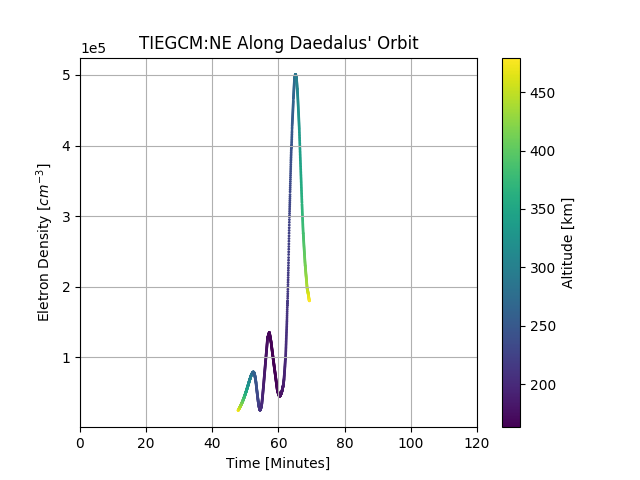 TIEGCM:NE Along Daedalus' Orbit
1e5
5
4
3
2
1
Eletron Density [cm⁻³]
0 20 40 60 80 100 120
Time [Minutes]
450
400
350
300
250
200
Altitude [km]